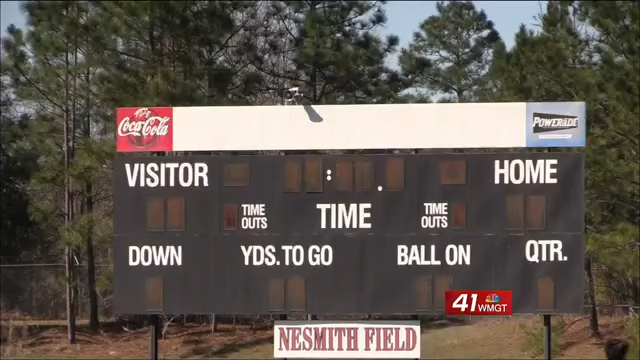 Coca-Cola
POWERADE
VISITOR
:
.
HOME
TIME OUTS
TIME
TIME OUTS
DOWN
YDS. TO GO
BALL ON
QTR.
41 WMGT
NESMITH FIELD